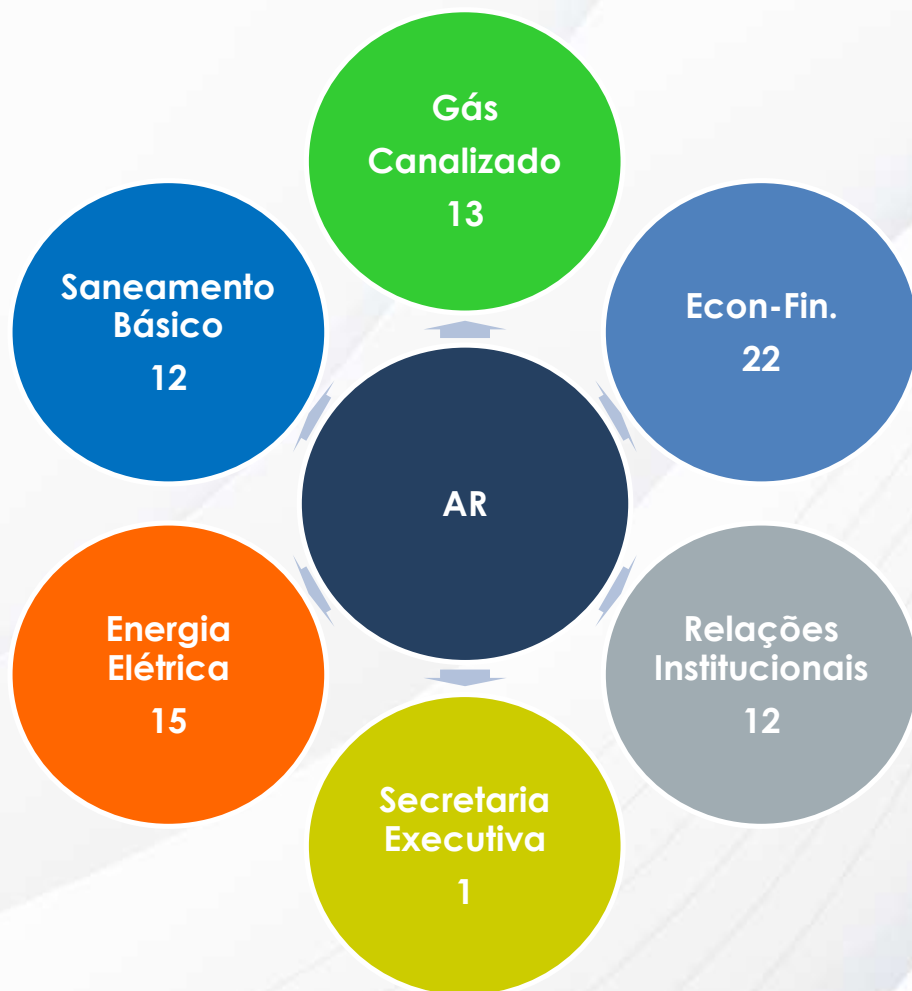 Gás
Canalizado
13
Saneamento
Básico
12
Econ-Fin.
22
AR
Energia
Elétrica
15
Relações
Institucionais
12
Secretaria
Executiva
1